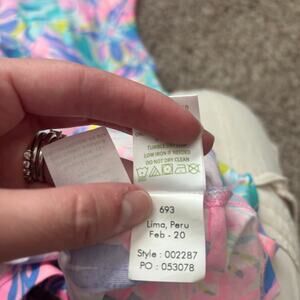 TUMBLE DRY LOW
LOW IRON IF NEEDED
DO NOT DRY CLEAN
693
Lima, Peru
Feb - 20
Style : 002287
PO : 053078